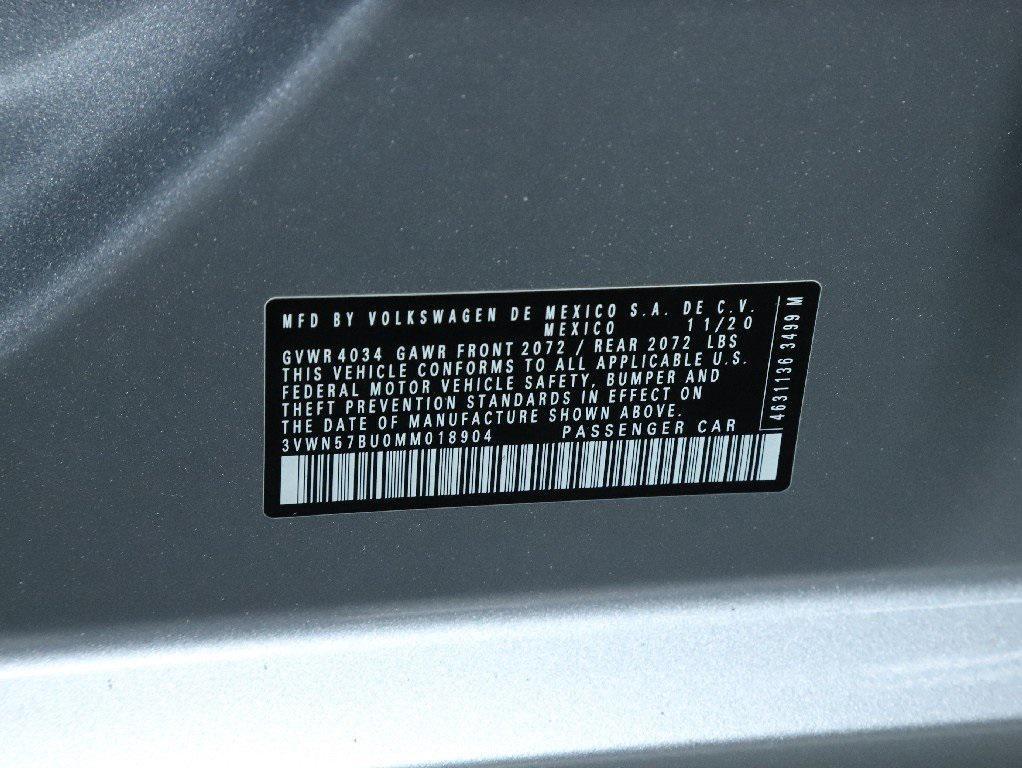 MFD BY VOLKSWAGEN DE MEXICO S.A. DE C.V.
MEXICO 11/20
GVWR 4034 GAWR FRONT 2072 / REAR 2072 LBS
THIS VEHICLE CONFORMS TO ALL APPLICABLE U.S.
FEDERAL MOTOR VEHICLE SAFETY, BUMPER AND
THEFT PREVENTION STANDARDS IN EFFECT ON
THE DATE OF MANUFACTURE SHOWN ABOVE.
3VWN57BU0MM018904 PASSENGER CAR
4631136 3499 M